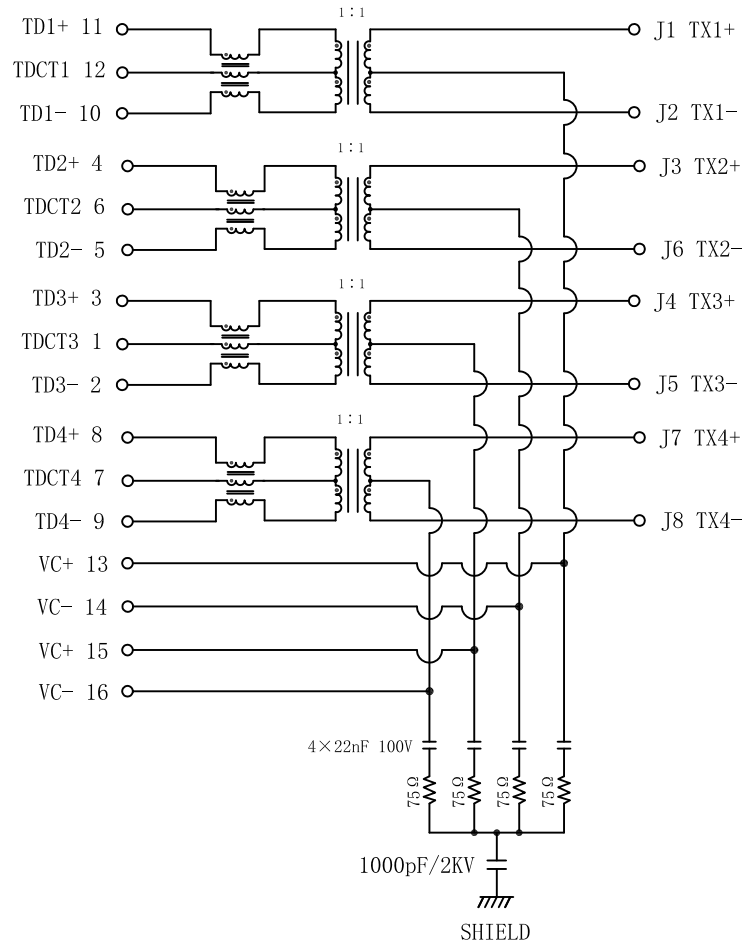 1:1
TD1+ 11
J1 TX1+
TDCT1 12
TD1- 10
J2 TX1-
1:1
TD2+ 4
J3 TX2+
TDCT2 6
TD2- 5
J6 TX2-
1:1
TD3+ 3
J4 TX3+
TDCT3 1
TD3- 2
J5 TX3-
1:1
TD4+ 8
J7 TX4+
TDCT4 7
TD4- 9
J8 TX4-
VC+ 13
VC- 14
VC+ 15
VC- 16
4×22nF 100V
75Ω
75Ω
75Ω
75Ω
1000pF/2KV
SHIELD